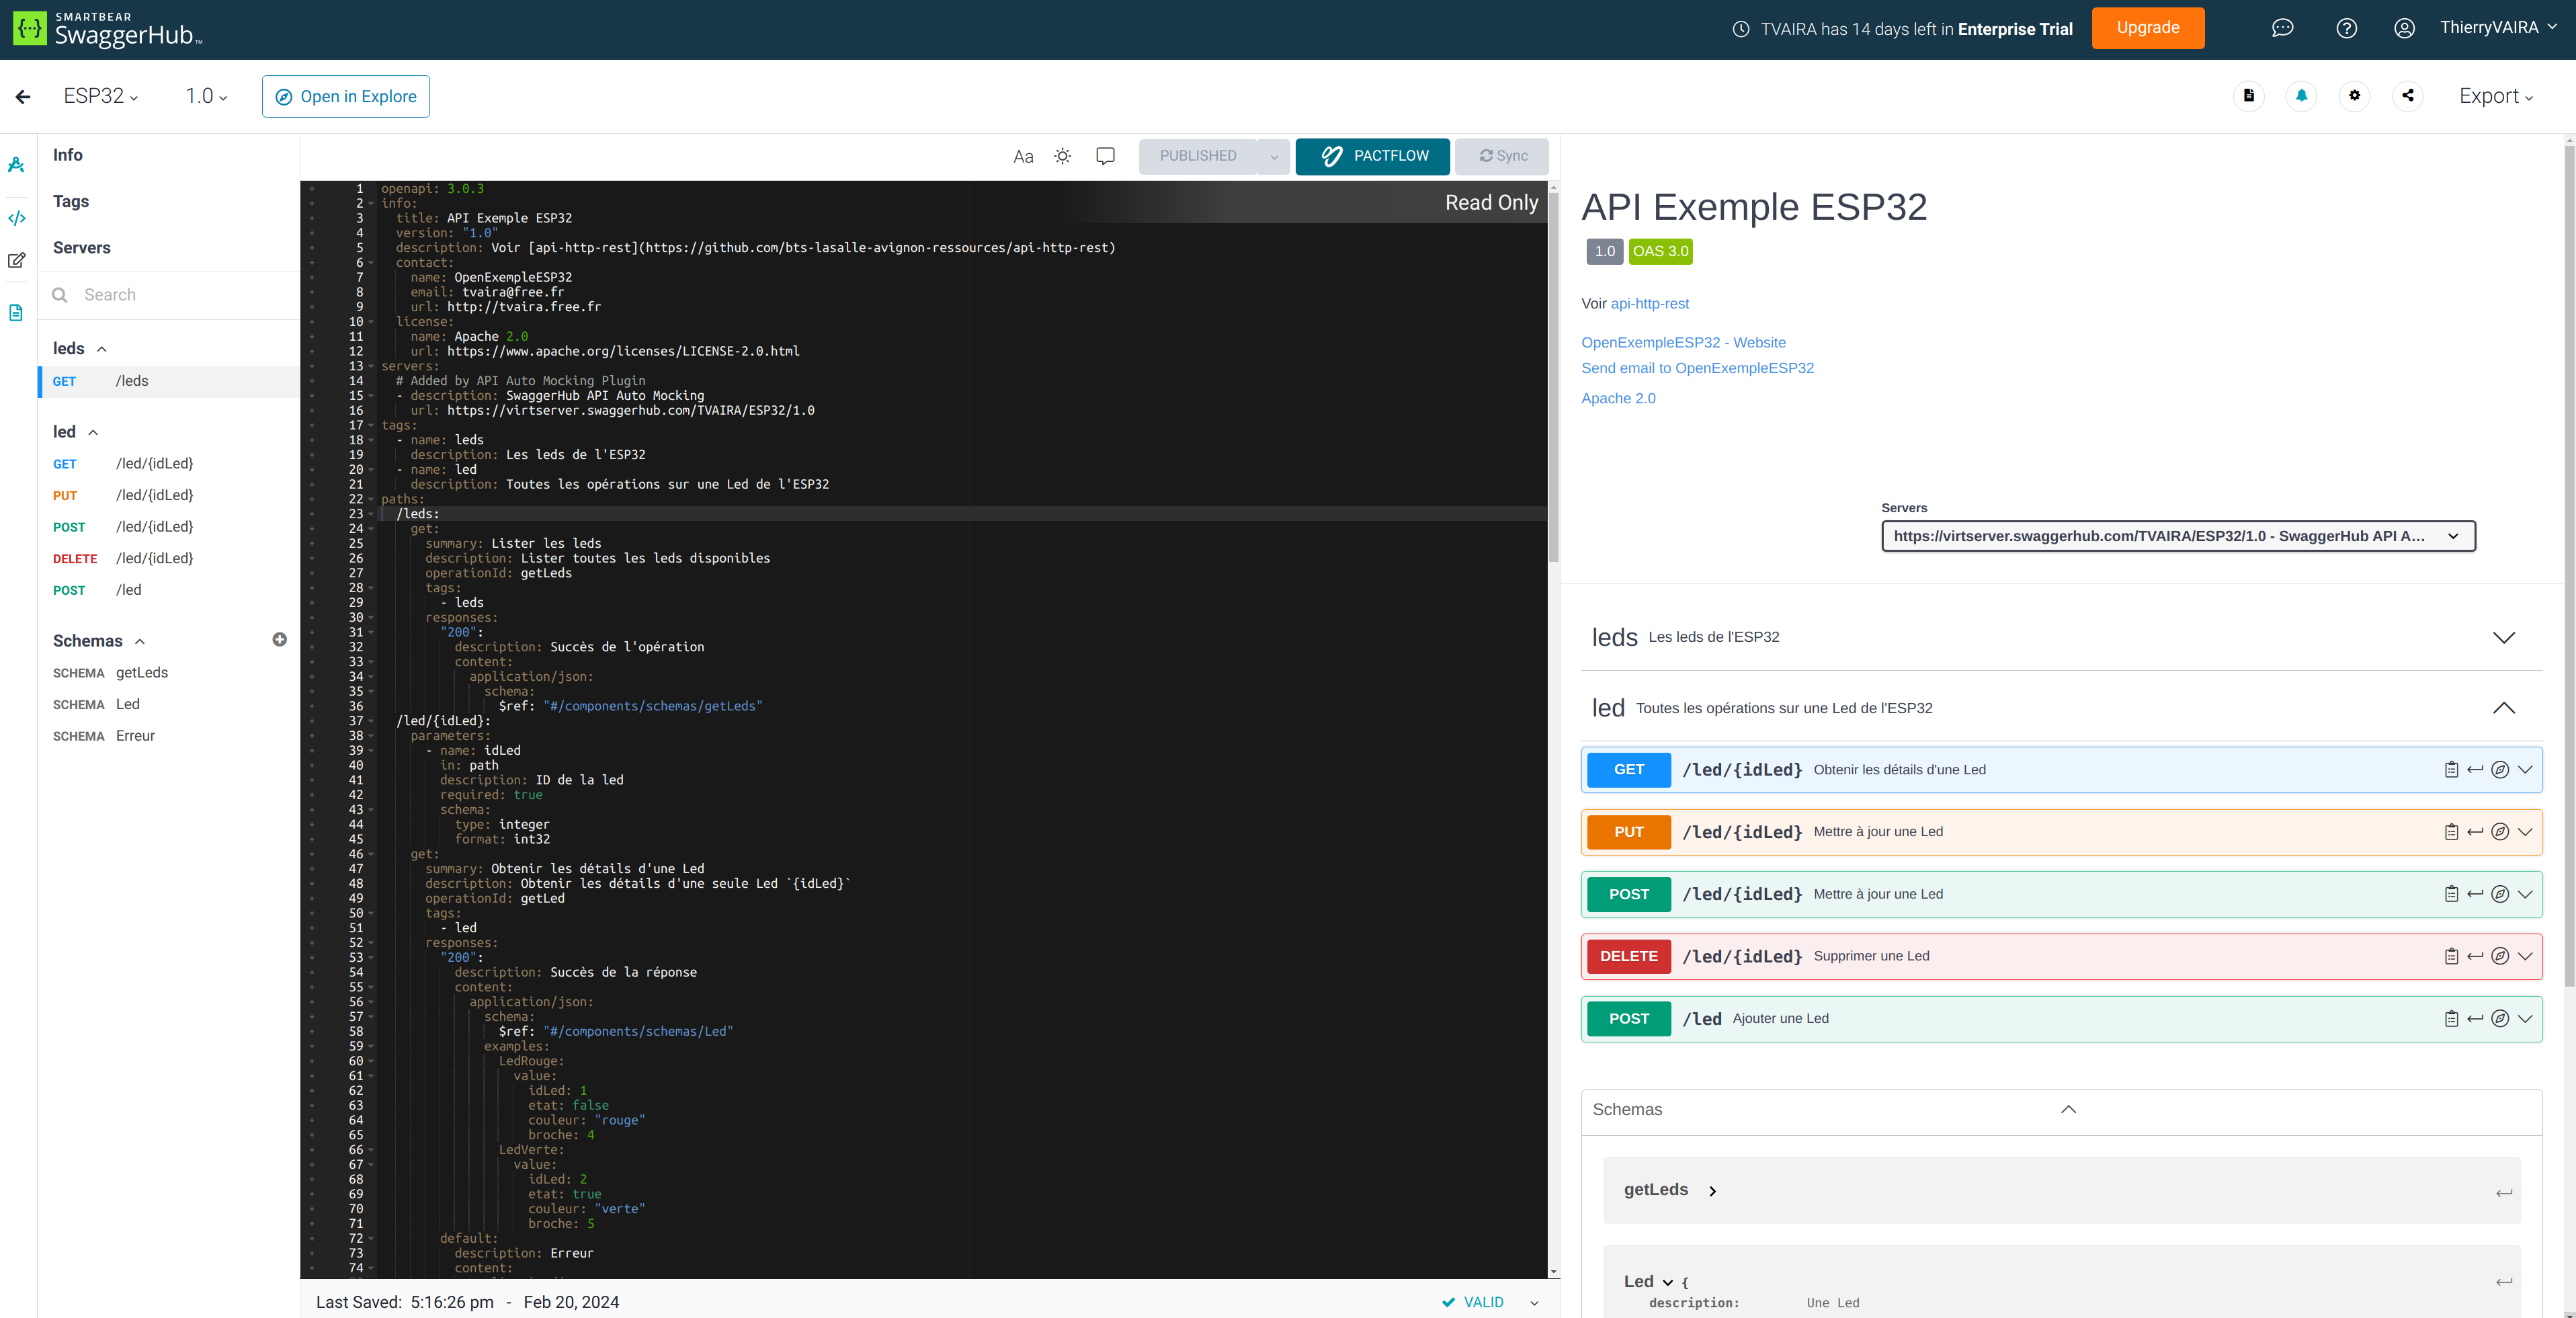 SMARTBEAR
SwaggerHub™
TVAIRA has 14 days left in Enterprise Trial
Upgrade
ThierryVAIRA
ESP32
1.0
Open in Explore
Export
Info
Tags
Servers
Search
leds
GET /leds
led
GET /led/{idLed}
PUT /led/{idLed}
POST /led/{idLed}
DELETE /led/{idLed}
POST /led
Schemas
SCHEMA getLeds
SCHEMA Led
SCHEMA Erreur
Aa
PUBLISHED
PACTFLOW
Sync
Read Only
1 openapi: 3.0.3
2 info:
3 title: API Exemple ESP32
4 version: "1.0"
5 description: Voir [api-http-rest](https://github.com/bts-lasalle-avignon-ressources/api-http-rest)
6 contact:
7 name: OpenExempleESP32
8 email: tvaira@free.fr
9 url: http://tvaira.free.fr
10 license:
11 name: Apache 2.0
12 url: https://www.apache.org/licenses/LICENSE-2.0.html
13 servers:
14 # Added by API Auto Mocking Plugin
15 - description: SwaggerHub API Auto Mocking
16 url: https://virtserver.swaggerhub.com/TVAIRA/ESP32/1.0
17 tags:
18 - name: leds
19 description: Les leds de l'ESP32
20 - name: led
21 description: Toutes les opérations sur une Led de l'ESP32
22 paths:
23 /leds:
24 get:
25 summary: Lister les leds
26 description: Lister toutes les leds disponibles
27 operationId: getLeds
28 tags:
29 - leds
30 responses:
31 "200":
32 description: Succès de l'opération
33 content:
34 application/json:
35 schema:
36 $ref: "#/components/schemas/getLeds"
37 /led/{idLed}:
38 parameters:
39 - name: idLed
40 in: path
41 description: ID de la led
42 required: true
43 schema:
44 type: integer
45 format: int32
46 get:
47 summary: Obtenir les détails d'une Led
48 description: Obtenir les détails d'une seule Led `{idLed}`
49 operationId: getLed
50 tags:
51 - led
52 responses:
53 "200":
54 description: Succès de la réponse
55 content:
56 application/json:
57 schema:
58 $ref: "#/components/schemas/Led"
59 examples:
60 LedRouge:
61 value:
62 idLed: 1
63 etat: false
64 couleur: "rouge"
65 broche: 4
66 LedVerte:
67 value:
68 idLed: 2
69 etat: true
70 couleur: "verte"
71 broche: 5
72 default:
73 description: Erreur
74 content:
Last Saved: 5:16:26 pm - Feb 20, 2024
VALID
API Exemple ESP32
1.0 OAS 3.0
Voir api-http-rest
OpenExempleESP32 - Website
Send email to OpenExempleESP32
Apache 2.0
Servers
https://virtserver.swaggerhub.com/TVAIRA/ESP32/1.0 - SwaggerHub API A...
leds Les leds de l'ESP32
led Toutes les opérations sur une Led de l'ESP32
GET /led/{idLed} Obtenir les détails d'une Led
PUT /led/{idLed} Mettre à jour une Led
POST /led/{idLed} Mettre à jour une Led
DELETE /led/{idLed} Supprimer une Led
POST /led Ajouter une Led
Schemas
getLeds
Led {
description: Une Led